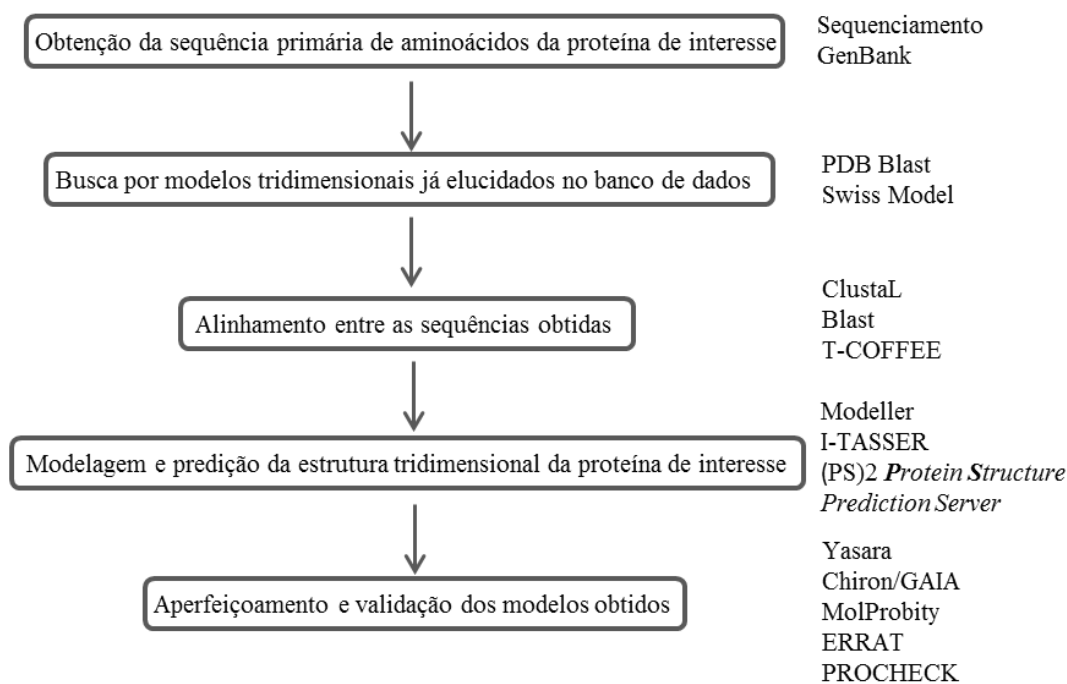 Obtenção da sequência primária de aminoácidos da proteína de interesse
Sequenciamento
GenBank
Busca por modelos tridimensionais já elucidados no banco de dados
PDB Blast
Swiss Model
Alinhamento entre as sequências obtidas
ClustaL
Blast
T-COFFEE
Modelagem e predição da estrutura tridimensional da proteína de interesse
Modeller
I-TASSER
(PS)2 Protein Structure
Prediction Server
Aperfeiçoamento e validação dos modelos obtidos
Yasara
Chiron/GAIA
MolProbity
ERRAT
PROCHECK